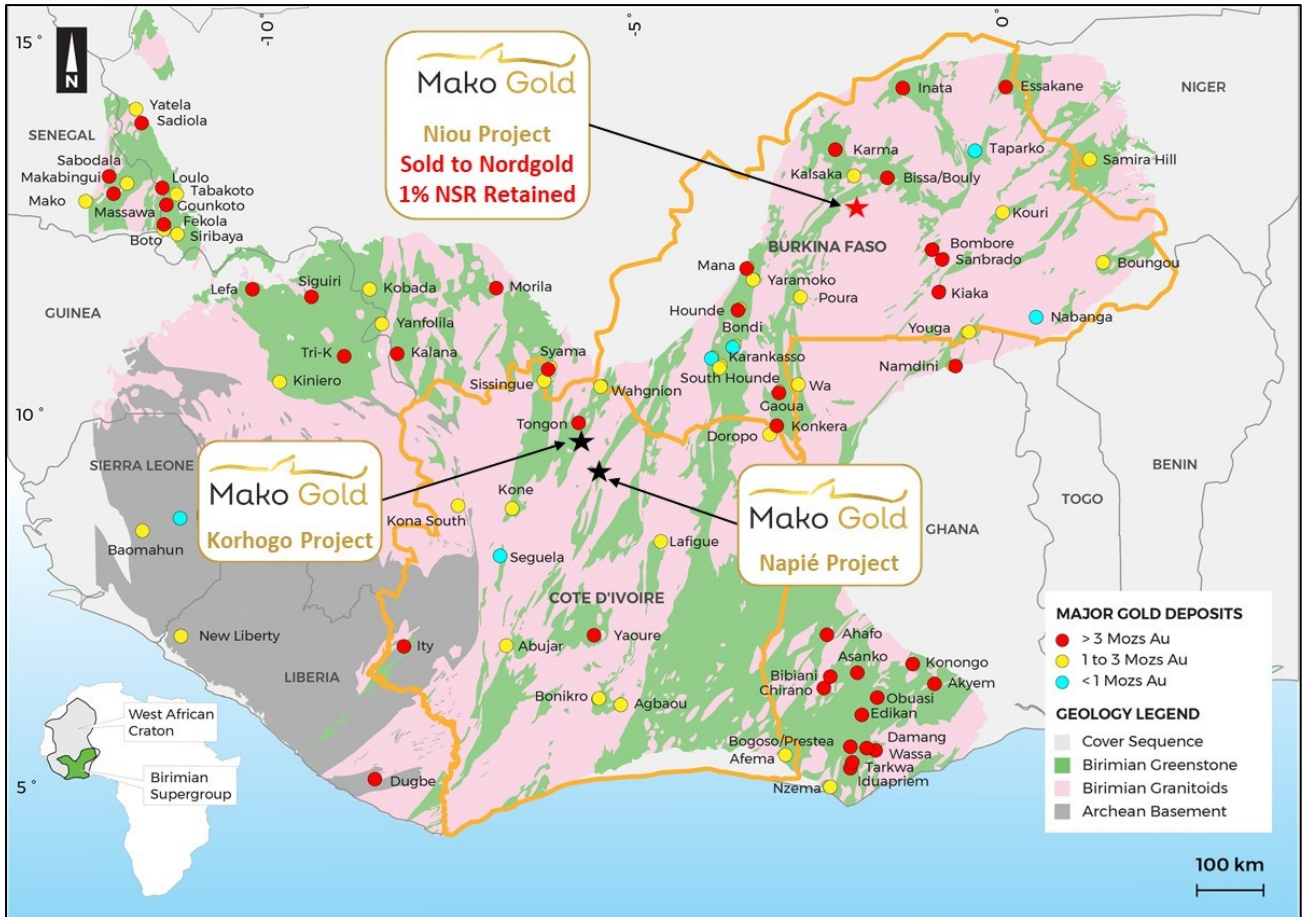 15°
-10
-5
0
N
Mako Gold
Niou Project
Sold to Nordgold
1% NSR Retained
NIGER
Inata
Essakane
Yatela
Sadiola
SENEGAL
Karma
Taparko
Samira Hill
Sabodala
Makabingui
Loulo
Kalsaka
Bissa/Bouly
Mako
Massawa
Tabakoto
Gounkoto
Kouri
Fekola
Boto
Siribaya
BURKINA FASO
Bombore
Sanbrado
Mana
Boungou
Lefa
Siguiri
Kobada
Morila
Yaramoko
Poura
Kiaka
GUINEA
Hounde
Nabanga
Yanfolila
Bondi
Youga
Tri-K
Kalana
Syama
Karankasso
Namdini
Kiniero
Sissingue
Wahgnion
South Hounde
Wa
Gaoua
10°
Tongon
Konkera
Doropo
SIERRA LEONE
Mako Gold
Korhogo Project
Mako Gold
Napié Project
BENIN
TOGO
GHANA
Kone
Kona South
Baomahun
Lafigue
Seguela
COTE D'IVOIRE
New Liberty
Ity
Abujar
Yaoure
Ahafo
LIBERIA
Asanko
Konongo
Bibiani
Chirano
Akyem
Bonikro
Agbaou
Obuasi
Edikan
Bogoso/Prestea
Damang
Afema
Wassa
Tarkwa
Dugbe
Nzema
Iduapriem
5°
West African
Craton
Birimian
Supergroup
MAJOR GOLD DEPOSITS
> 3 Mozs Au
1 to 3 Mozs Au
< 1 Mozs Au
GEOLOGY LEGEND
Cover Sequence
Birimian Greenstone
Birimian Granitoids
Archean Basement
100 km